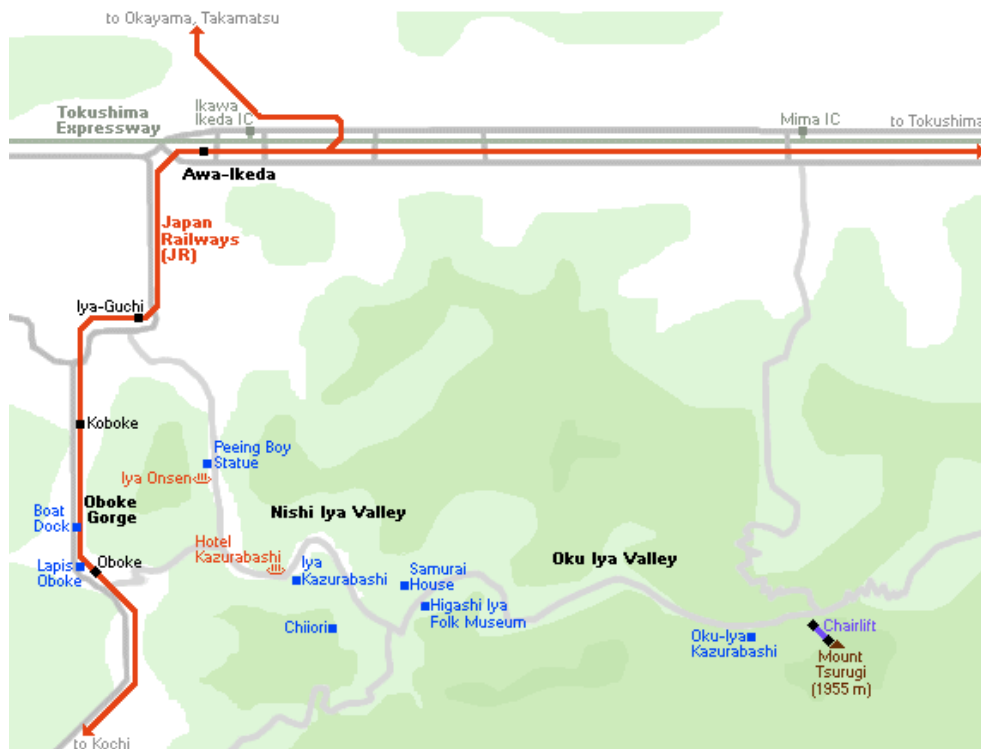 to Okayama, Takamatsu
Tokushima
Expressway
Ikawa
Ikeda IC
Mima IC
to Tokushima
Awa-Ikeda
Japan
Railways
(JR)
Iya-Guchi
Koboke
Peeing Boy
Statue
Iya Onsen
Boat
Dock
Oboke
Gorge
Nishi Iya Valley
Hotel
Kazurabashi
Iya
Kazurabashi
Oku Iya Valley
Lapis
Oboke
Oboke
Samurai
House
Higashi Iya
Folk Museum
Chiiori
Oku-Iya
Kazurabashi
Chairlift
Mount
Tsurugi
(1955 m)
to Kochi